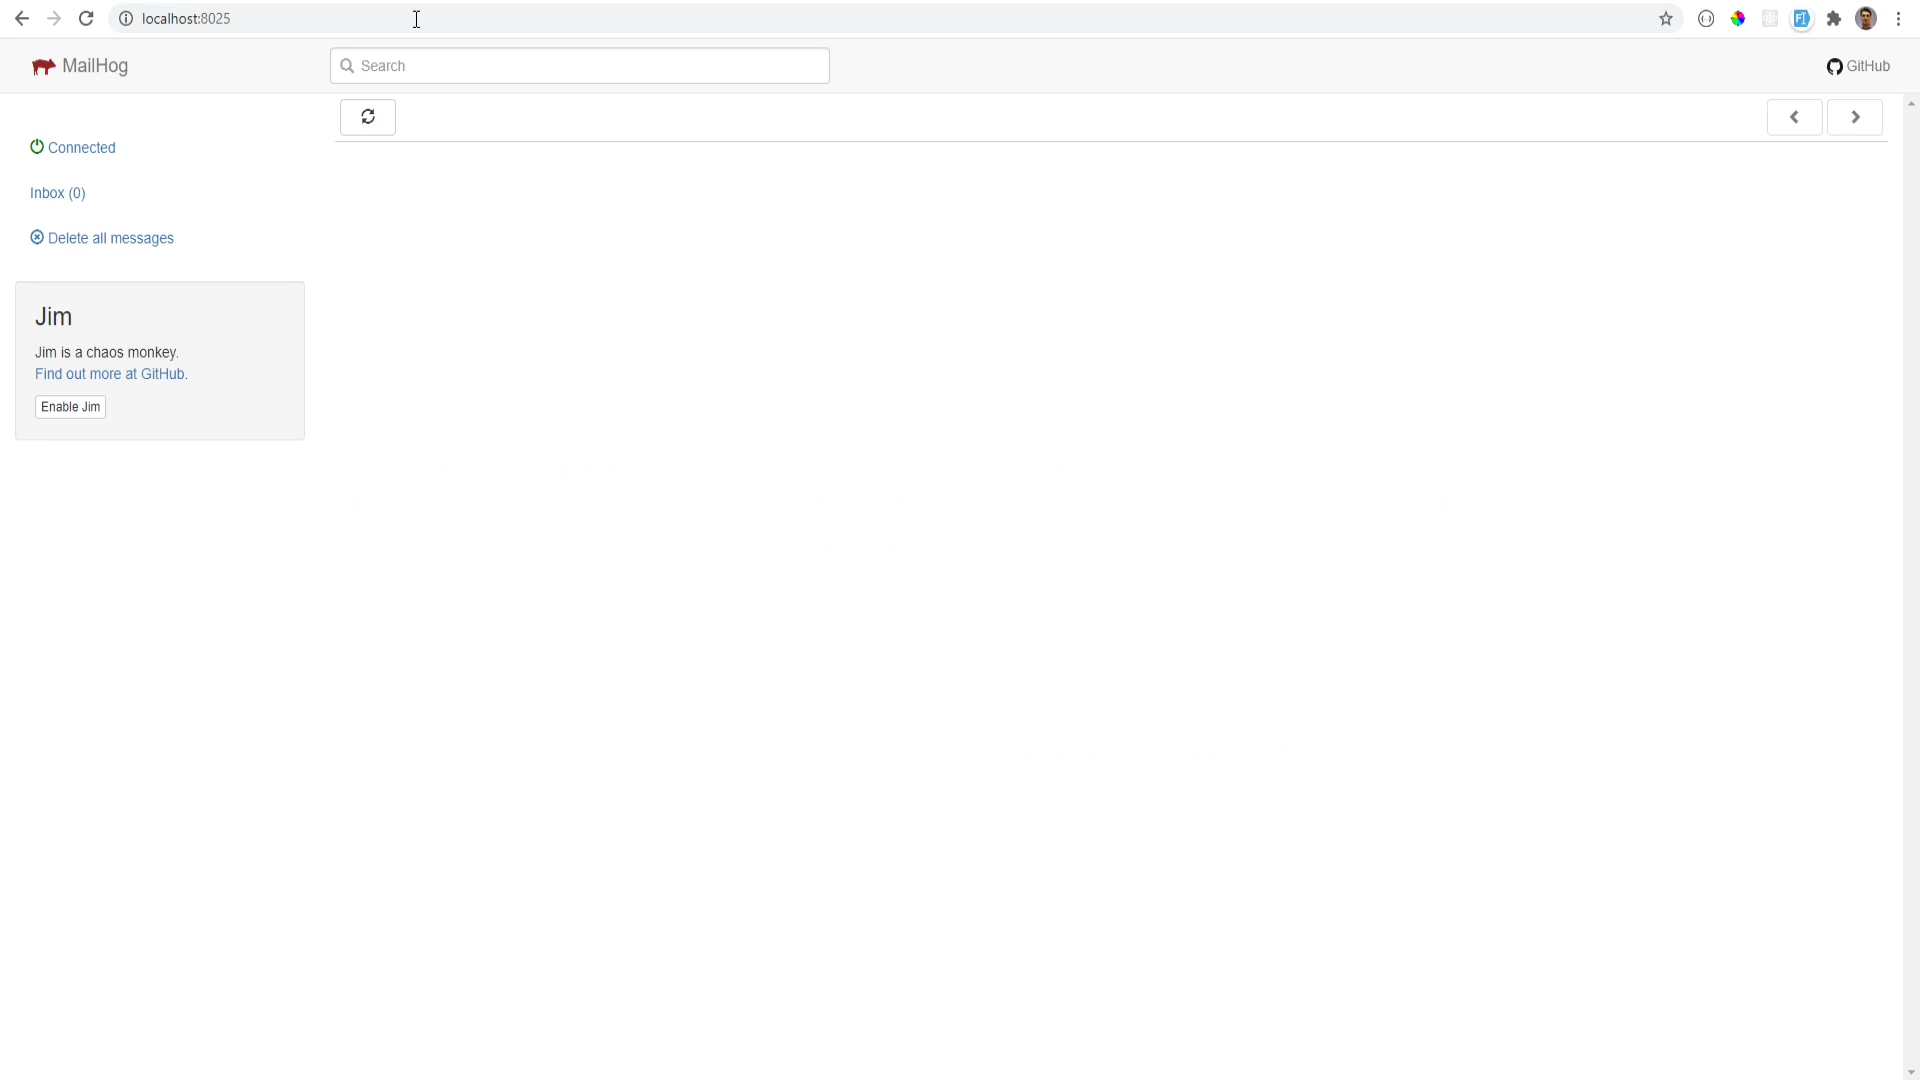 localhost:8025
MailHog
Search
GitHub
Connected
Inbox (0)
Delete all messages
Jim
Jim is a chaos monkey.
Find out more at GitHub.
Enable Jim